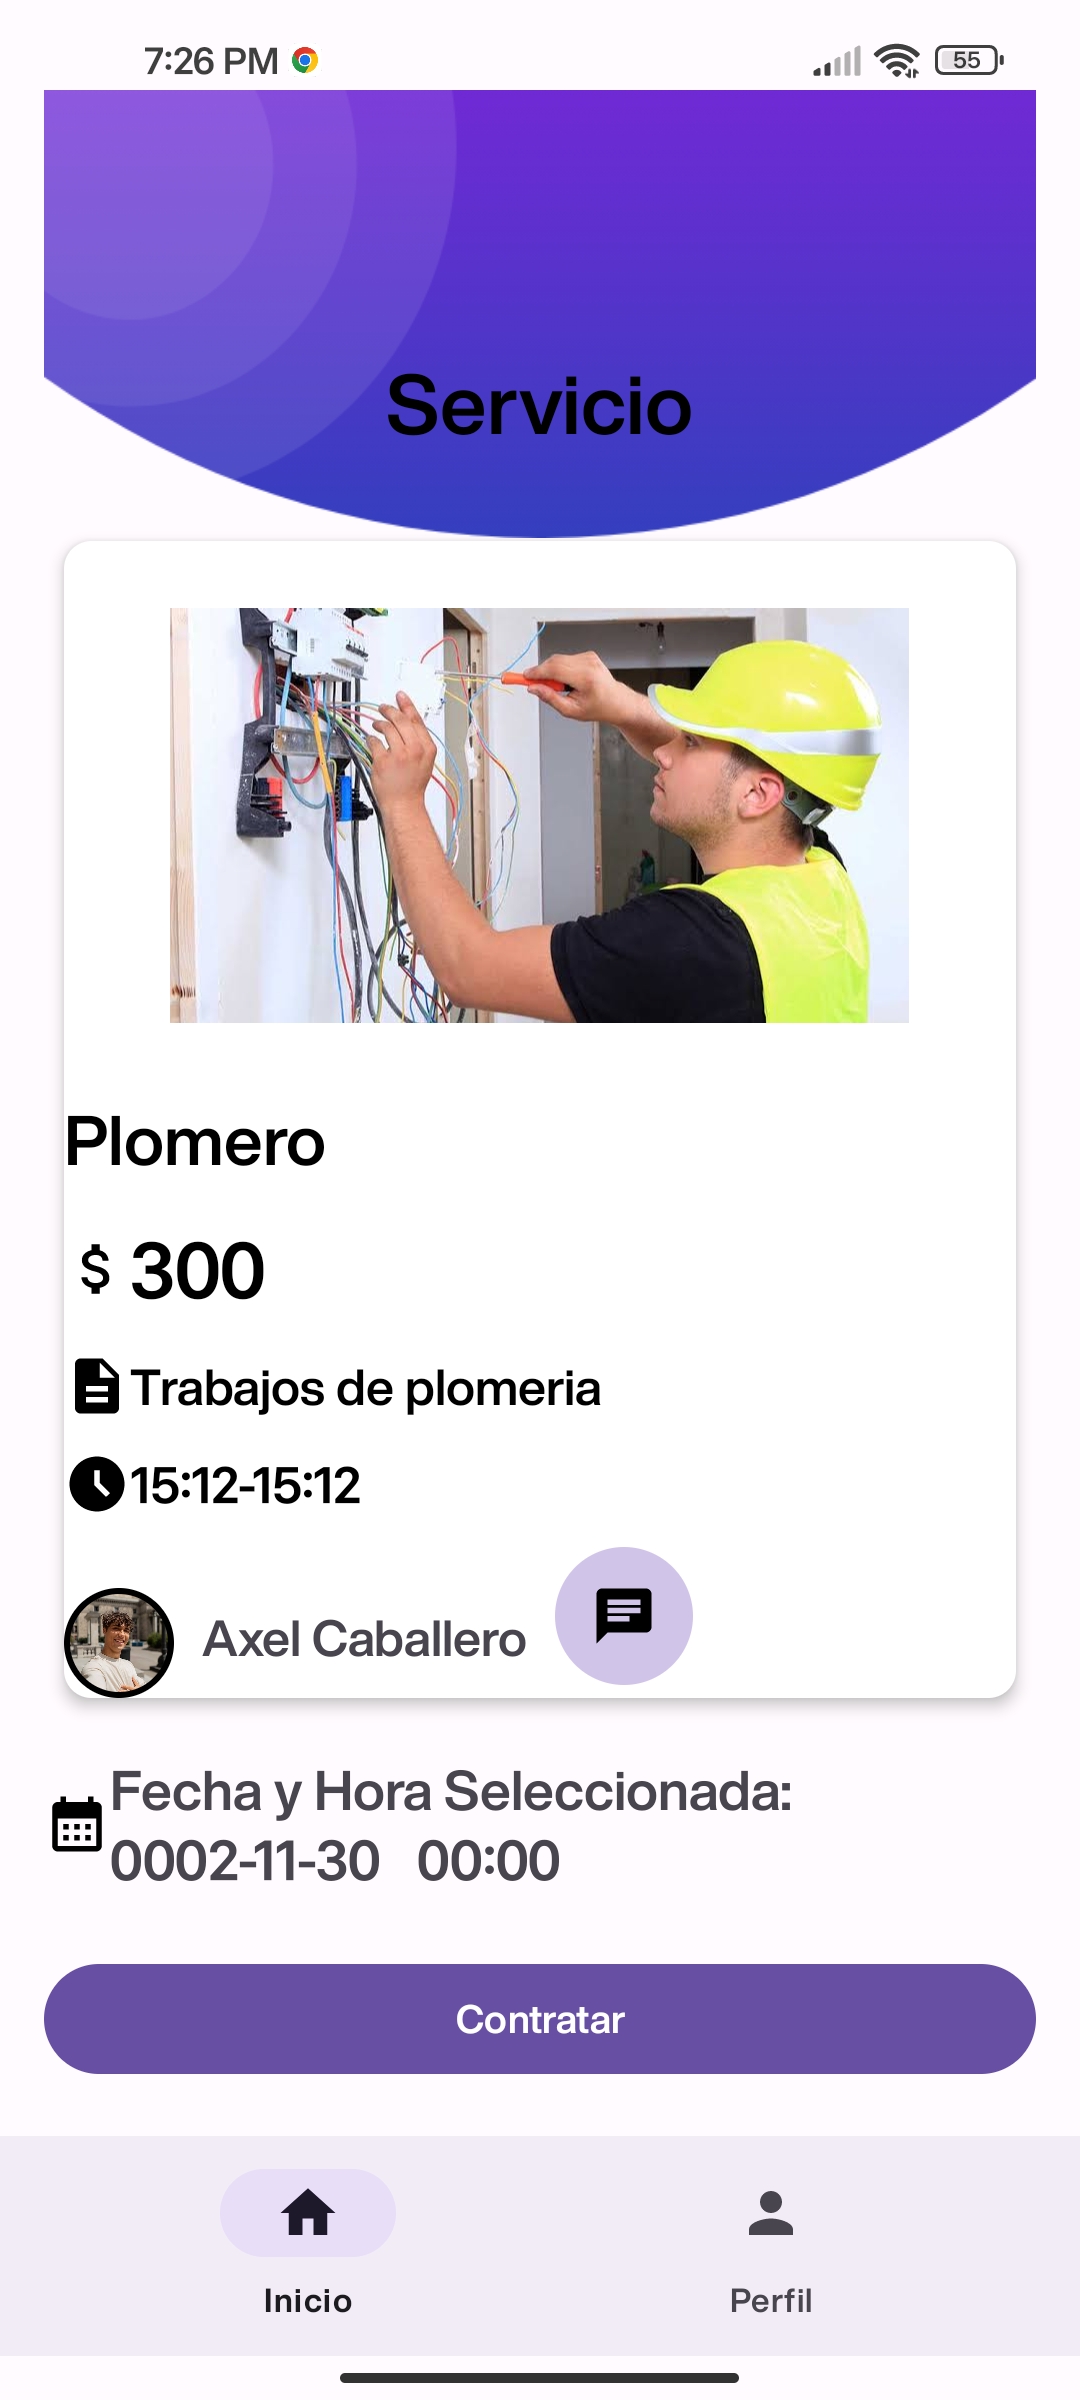 7:26 PM
55
Servicio
Plomero
$ 300
Trabajos de plomeria
15:12-15:12
Axel Caballero
Fecha y Hora Seleccionada:
0002-11-30 00:00
Contratar
Inicio
Perfil